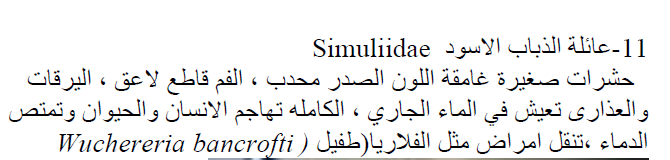 11-عائلة الذباب الاسود Simuliidae
حشرات صغيرة غامقة اللون الصدر محدب ، الفم قاطع لاعق ، اليرقات
والعذارى تعيش في الماء الجاري ، الكامله تهاجم الانسان والحيوان وتمتص
الدماء ،تنقل امراض مثل الفلاريا(طفيل ( Wuchereria bancrofti